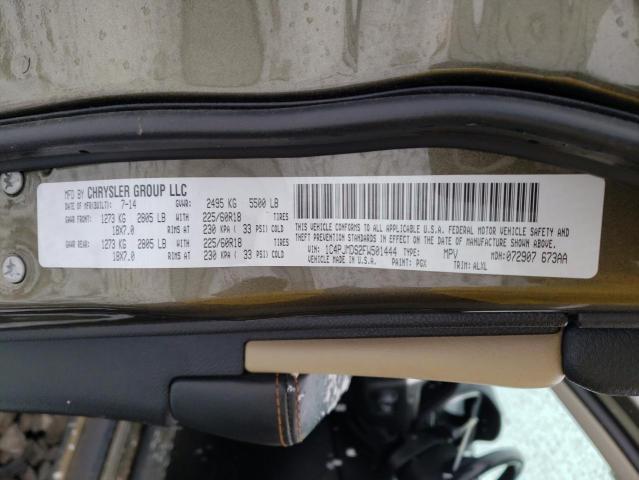 MFD BY CHRYSLER GROUP LLC
DATE OF MFR(BUILT): 7-14 GVWR: 2495 KG 5500 LB
GAWR FRONT: 1273 KG 2805 LB WITH 225/60R18 TIRES
18X7.0 RIMS AT 230 KPA ( 33 PSI) COLD
GAWR REAR: 1273 KG 2805 LB WITH 225/60R18 TIRES
18X7.0 RIMS AT 230 KPA ( 33 PSI) COLD
THIS VEHICLE CONFORMS TO ALL APPLICABLE U.S.A. FEDERAL MOTOR VEHICLE SAFETY,
BUMPER, AND THEFT PREVENTION STANDARDS IN EFFECT ON THE DATE OF MANUFACTURE SHOWN ABOVE.
VIN: 1C4PJMDS2FW501444 TYPE: MPV MDH: 072907 673AA
VEHICLE MADE IN U.S.A. PAINT: PGX TRIM: ALXL